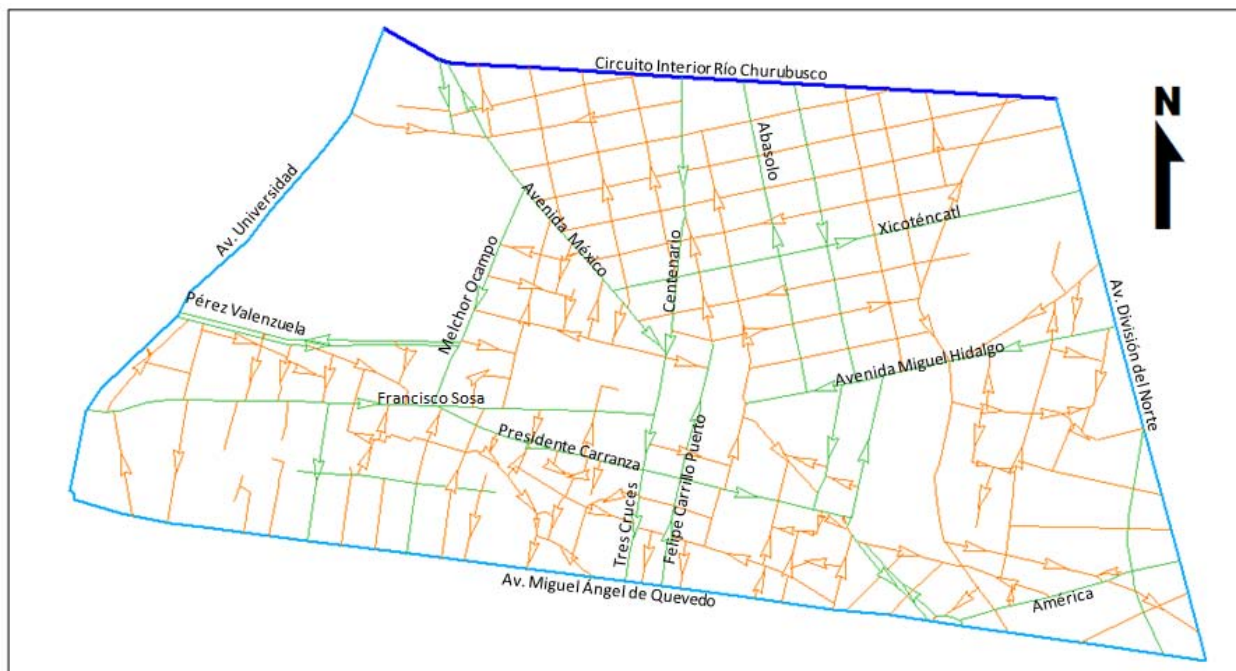 Circuito Interior Río Churubusco
N
Abasolo
Av. Universidad
Avenida México
Xicoténcatl
Centenario
Melchor Ocampo
Pérez Valenzuela
Av. División del Norte
Avenida Miguel Hidalgo
Francisco Sosa
Presidente Carranza
Felipe Carrillo Puerto
Tres Cruces
Av. Miguel Ángel de Quevedo
América